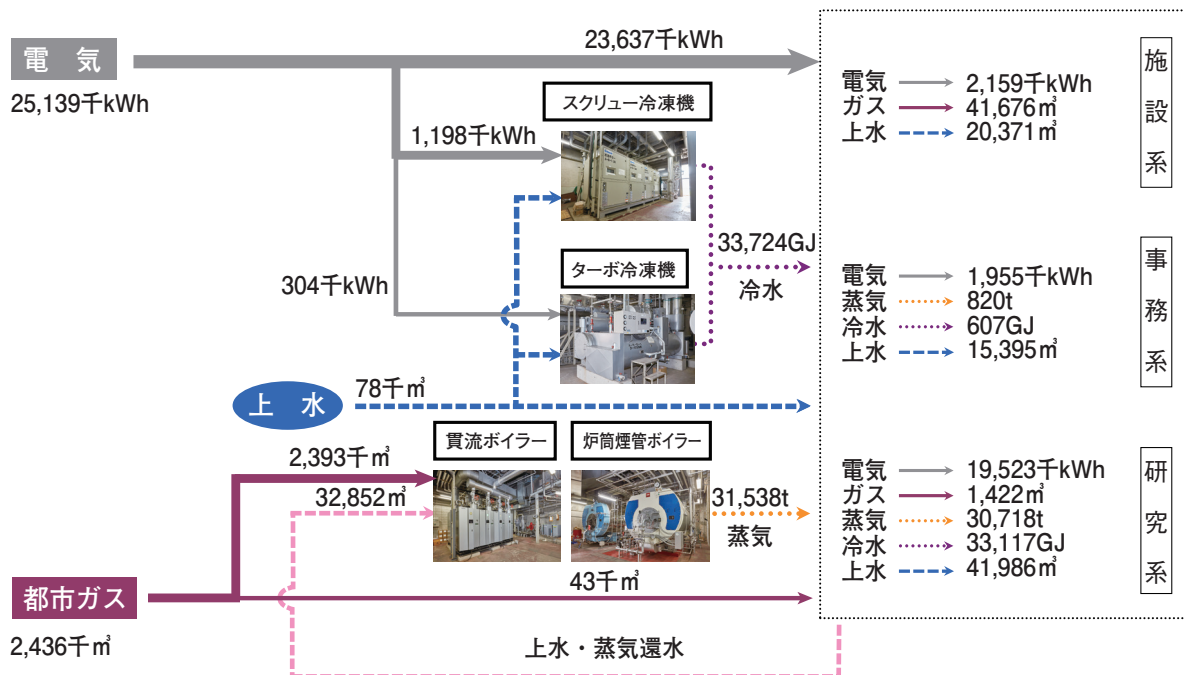 電気
25,139千kWh
23,637千kWh
スクリュー冷凍機
1,198千kWh
33,724GJ
冷水
ターボ冷凍機
304千kWh
上水
78千㎥
貫流ボイラー
炉筒煙管ボイラー
2,393千㎥
32,852㎥
31,538t
蒸気
43千㎥
都市ガス
2,436千㎥
上水・蒸気還水
施設系
電気 2,159千kWh
ガス 41,676㎥
上水 20,371㎥
事務系
電気 1,955千kWh
蒸気 820t
冷水 607GJ
上水 15,395㎥
研究系
電気 19,523千kWh
ガス 1,422㎥
蒸気 30,718t
冷水 33,117GJ
上水 41,986㎥